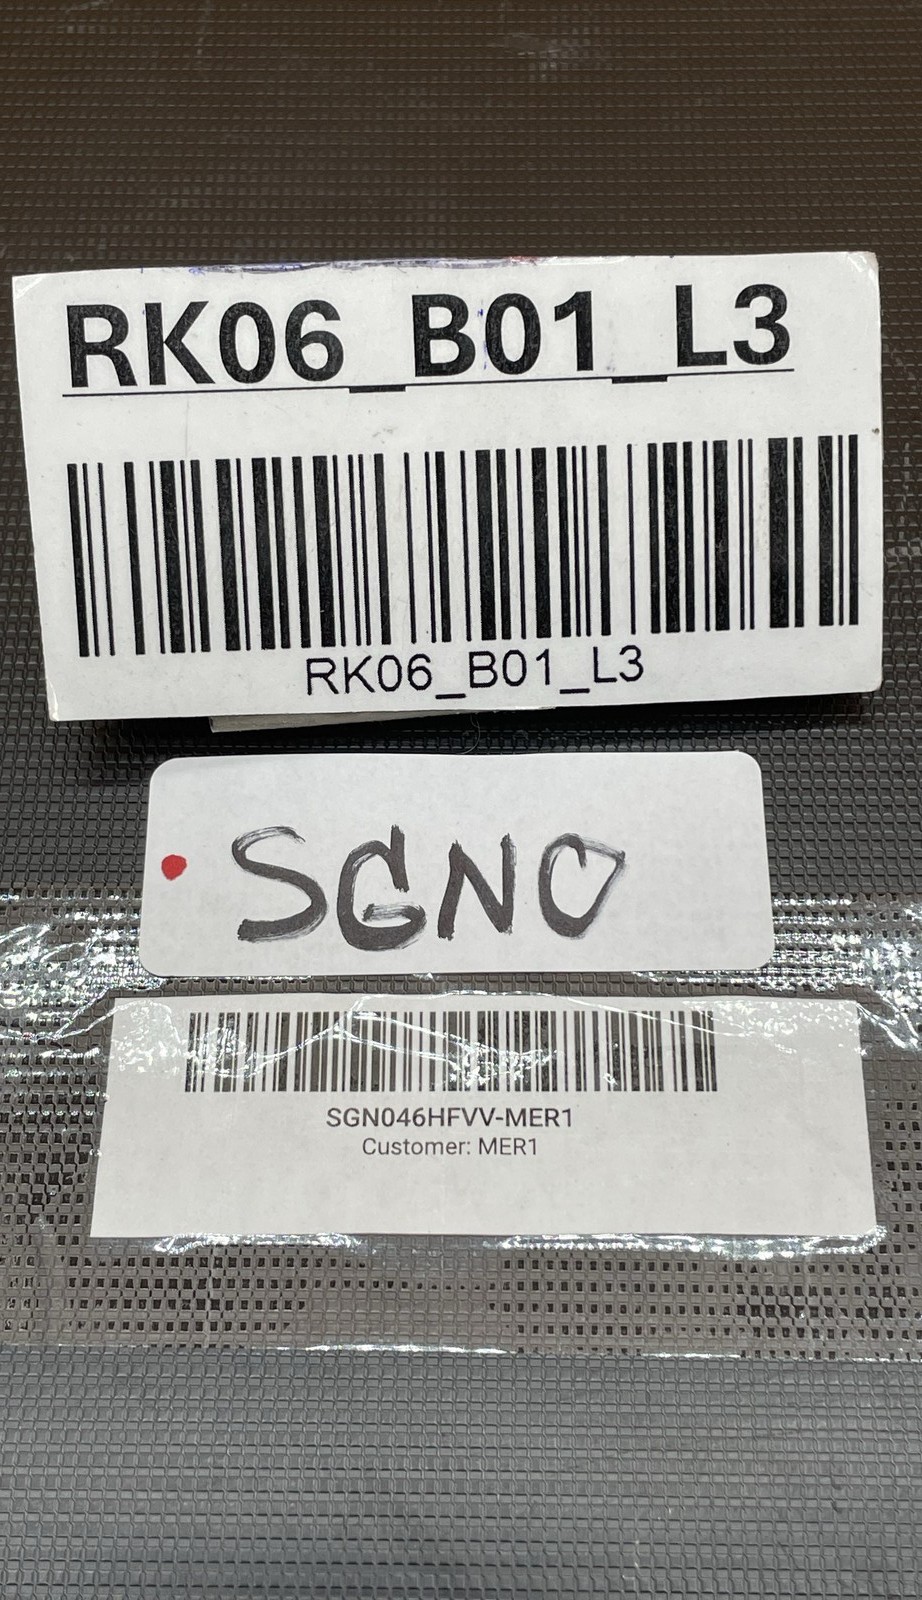 RK06_B01_L3
RK06_B01_L3
SGNO
SGN046HFVV-MER1
Customer: MER1